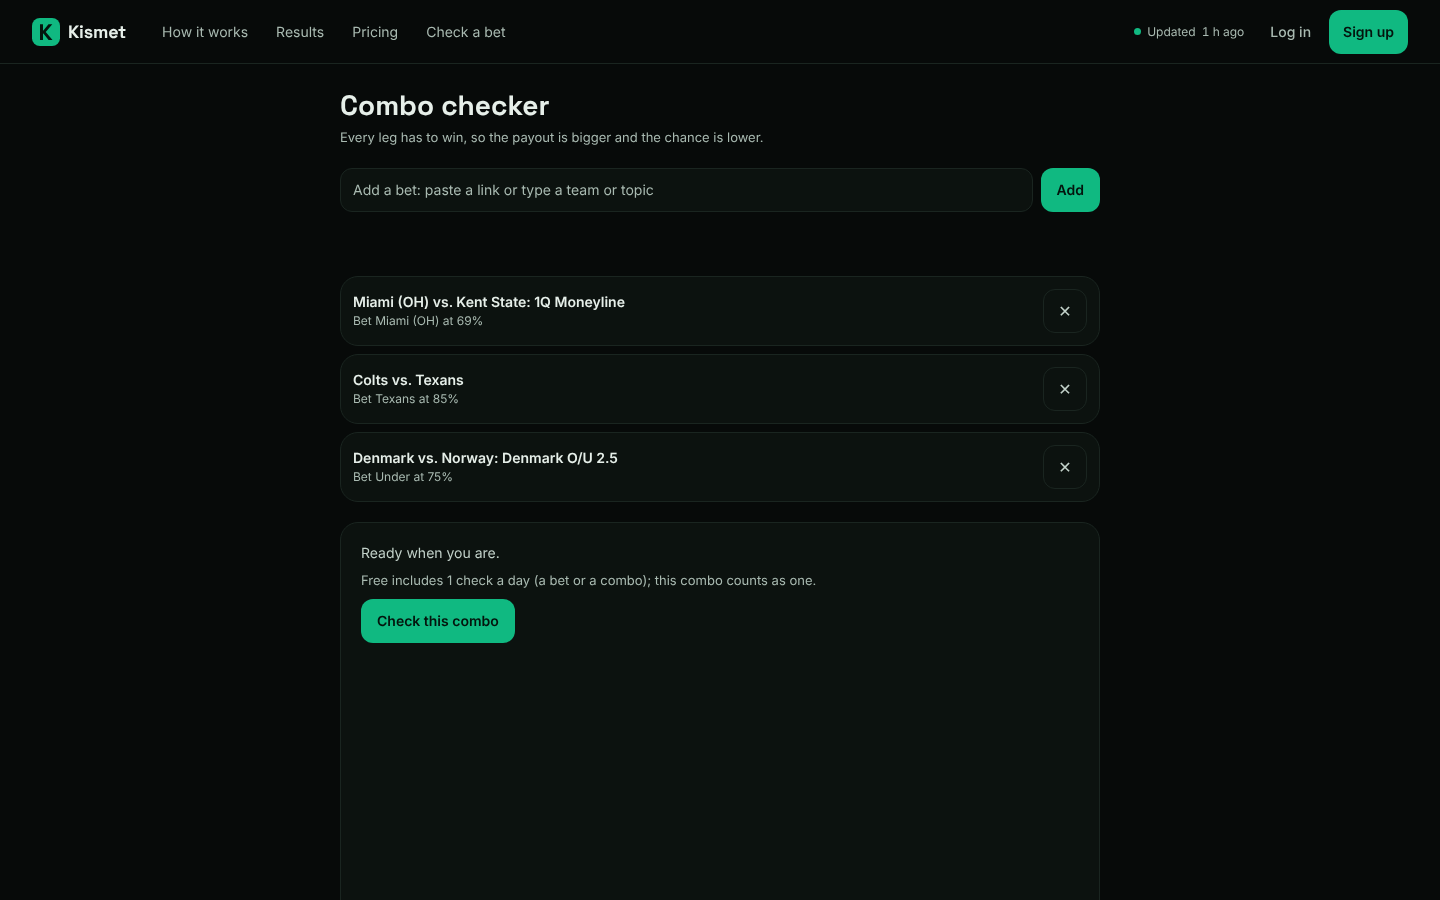 K Kismet How it works Results Pricing Check a bet Updated 1 h ago Log in Sign up
Combo checker
Every leg has to win, so the payout is bigger and the chance is lower.
Add a bet: paste a link or type a team or topic Add
Miami (OH) vs. Kent State: 1Q Moneyline
Bet Miami (OH) at 69%
Colts vs. Texans
Bet Texans at 85%
Denmark vs. Norway: Denmark O/U 2.5
Bet Under at 75%
Ready when you are.
Free includes 1 check a day (a bet or a combo); this combo counts as one.
Check this combo